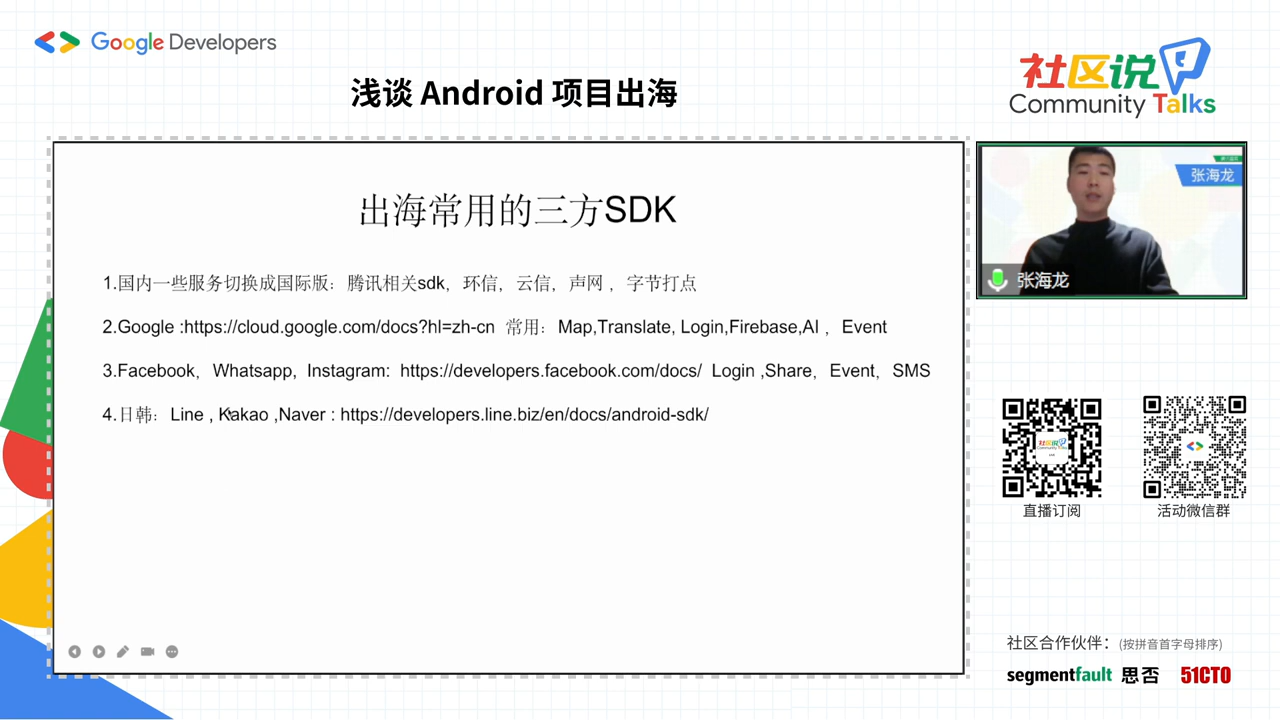 Google Developers
浅谈 Android 项目出海
社区说
Community Talks
出海常用的三方SDK
1.国内一些服务切换成国际版：腾讯相关sdk，环信，云信，声网 ，字节打点
2.Google :https://cloud.google.com/docs?hl=zh-cn 常用：Map,Translate, Login,Firebase,AI ，Event
3.Facebook，Whatsapp，Instagram: https://developers.facebook.com/docs/ Login ,Share，Event，SMS
4.日韩：Line , Kakao ,Naver : https://developers.line.biz/en/docs/android-sdk/
张海龙
张海龙
直播订阅
活动微信群
社区合作伙伴：(按拼音首字母排序)
segmentfault 思否 51CTO